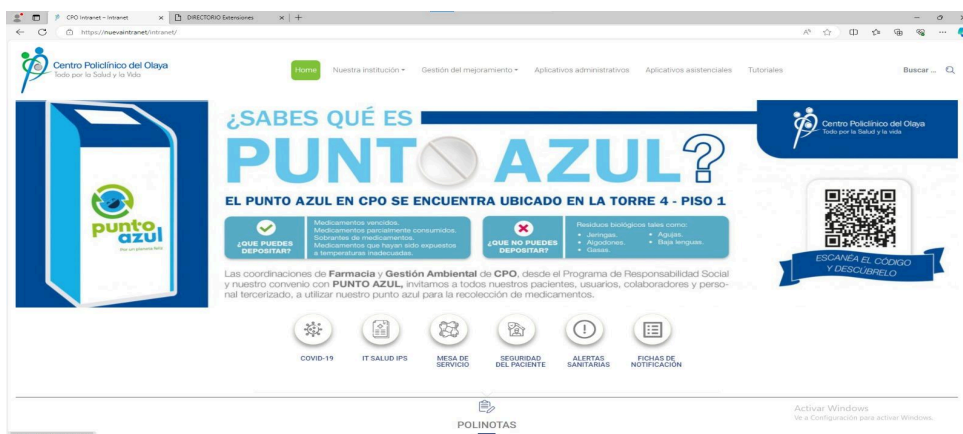 CPO Intranet – Intranet
DIRECTORIO Extensiones
https://nuevaintranet/intranet/
Centro Policlínico del Olaya
Todo por la Salud y la Vida
Home Nuestra Institución Gestión del mejoramiento Aplicativos administrativos Aplicativos asistenciales Tutoriales Buscar ...
¿SABES QUÉ ES
PUNTO AZUL?
EL PUNTO AZUL EN CPO SE ENCUENTRA UBICADO EN LA TORRE 4 - PISO 1
punto
azul
¿QUE PUEDES
DEPOSITAR?
Medicamentos vencidos.
Medicamentos parcialmente consumidos.
Sobrantes de medicamentos.
Medicamentos que hayan sido expuestos
a temperaturas inadecuadas.
¿QUE NO PUEDES
DEPOSITAR?
Residuos biológicos tales como:
• Jeringas.
• Algodones.
• Gasas.
• Agujas.
• Baja lenguas.
Las coordinaciones de Farmacia y Gestión Ambiental de CPO, desde el Programa de Responsabilidad Social
y nuestro convenio con PUNTO AZUL, invitamos a todos nuestros pacientes, usuarios, colaboradores y perso-
nal tercerizado, a utilizar nuestro punto azul para la recolección de medicamentos.
Centro Policlínico del Olaya
Todo por la Salud y la vida
ESCANÉA EL CÓDIGO
Y DESCÚBRELO
COVID-19
IT SALUD IPS
MESA DE
SERVICIO
SEGURIDAD
DEL PACIENTE
ALERTAS
SANITARIAS
FICHAS DE
NOTIFICACIÓN
POLINOTAS
Activar Windows
Ve a Configuración para activar Windows.